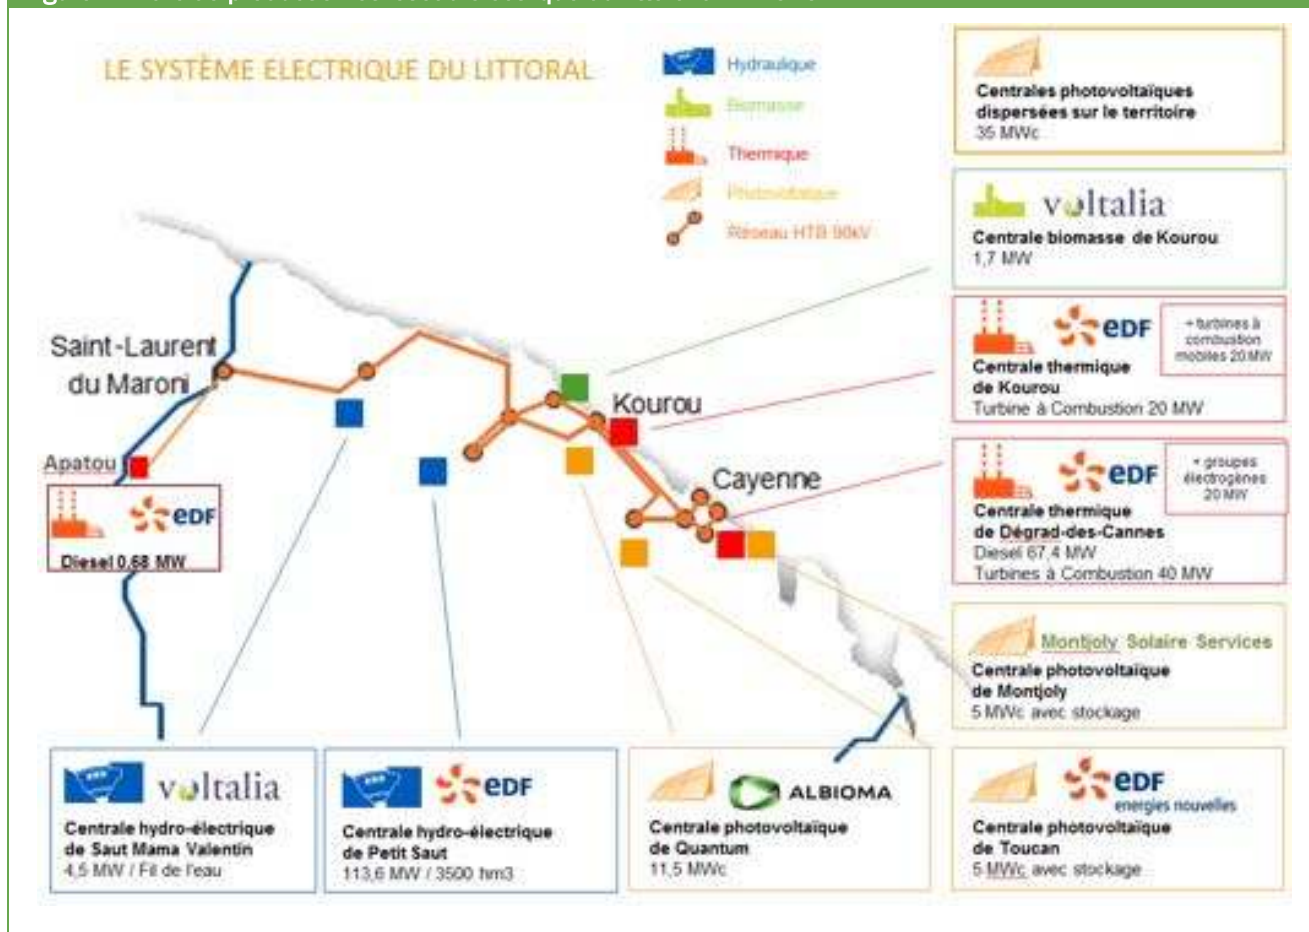 LE SYSTÈME ELECTRIQUE DU LITTORAL
Hydraulique
Biomasse
Thermique
Photovoltaïque
Réseau HTB 90kV
Centrales photovoltaïques
dispersées sur le territoire
35 MWc
voltalia
Centrale biomasse de Kourou
1,7 MW
eDF
+ turbines à
combustion
mobiles 20 MW
Centrale thermique
de Kourou
Turbine à Combustion 20 MW
eDF
+ groupes
électrogènes
20 MW
Centrale thermique
de Dégrad-des-Cannes
Diesel 67,4 MW
Turbines à Combustion 40 MW
Montjoly Solaire Services
Centrale photovoltaïque
de Montjoly
5 MWc avec stockage
Saint-Laurent
du Maroni
Kourou
Cayenne
Apatou
eDF
Diesel 0,68 MW
voltalia
Centrale hydro-électrique
de Saut Mama Valentin
4,5 MW / Fil de l'eau
eDF
Centrale hydro-électrique
de Petit Saut
113,6 MW / 3500 hm3
ALBIOMA
Centrale photovoltaïque
de Quantum
11,5 MWc
eDF
energies nouvelles
Centrale photovoltaïque
de Toucan
5 MWc avec stockage